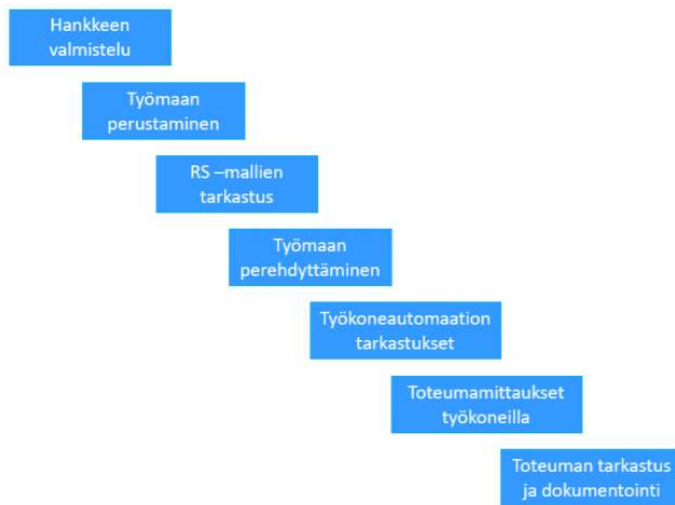 Hankkeen
valmistelu
Työmaan
perustaminen
RS –mallien
tarkastus
Työmaan
perehdyttäminen
Työkoneautomaation
tarkastukset
Toteumamittaukset
työkoneilla
Toteuman tarkastus
ja dokumentointi